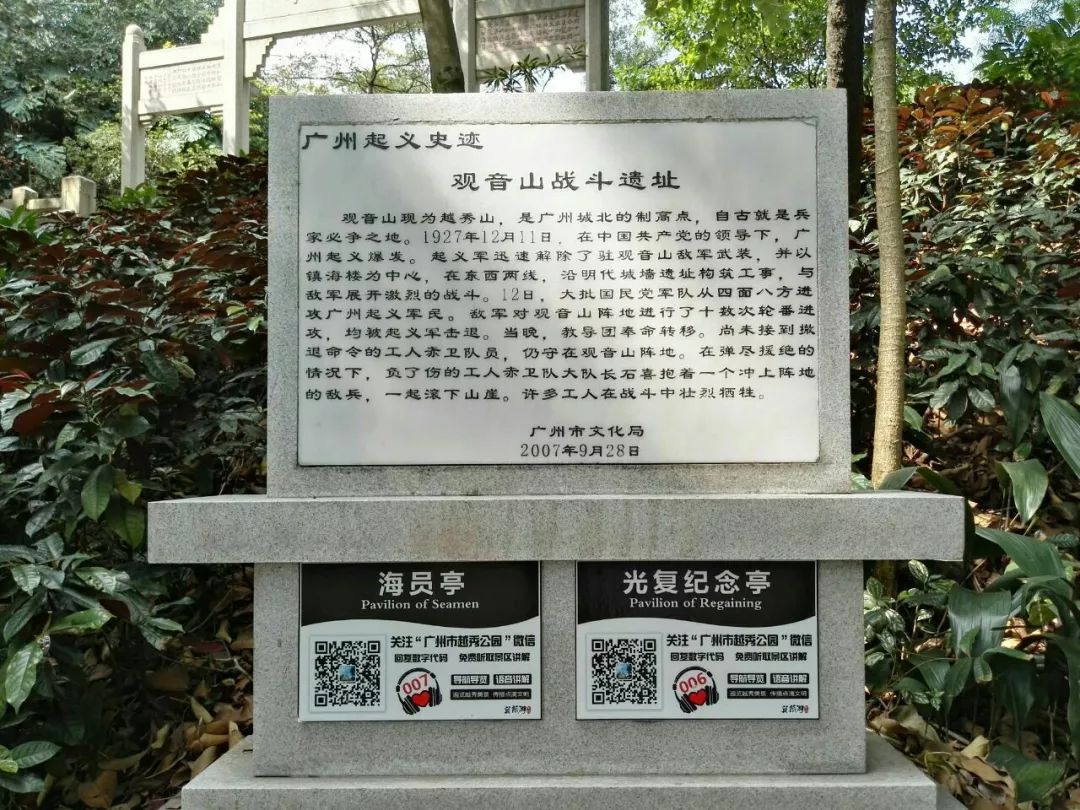 广州起义史迹
观音山战斗遗址
观音山现为越秀山，是广州城北的制高点，自古就是兵
家必争之地。1927年12月11日，在中国共产党的领导下，广
州起义爆发。起义军迅速解除了驻观音山敌军武装，并以
镇海楼为中心，在东西两线，沿明代城墙遗址构筑工事，与
敌军展开激烈的战斗。12日，大批国民党军队从四面八方进
攻广州起义军民。敌军对观音山阵地进行了十数次轮番进
攻，均被起义军击退。当晚，教导团奉命转移。尚未接到撤
退命令的工人赤卫队员，仍守在观音山阵地。在弹尽援绝的
情况下，负了伤的工人赤卫队大队长石喜抱着一个冲上阵地
的敌兵，一起滚下山崖。许多工人在战斗中壮烈牺牲。
广州市文化局
2007年9月28日
海员亭
Pavilion of Seamen
关注“广州市越秀公园”微信
回复数字代码 免费听取景区讲解
007
导航导览 语音讲解
光复纪念亭
Pavilion of Regaining
关注“广州市越秀公园”微信
回复数字代码 免费听取景区讲解
006
导航导览 语音讲解